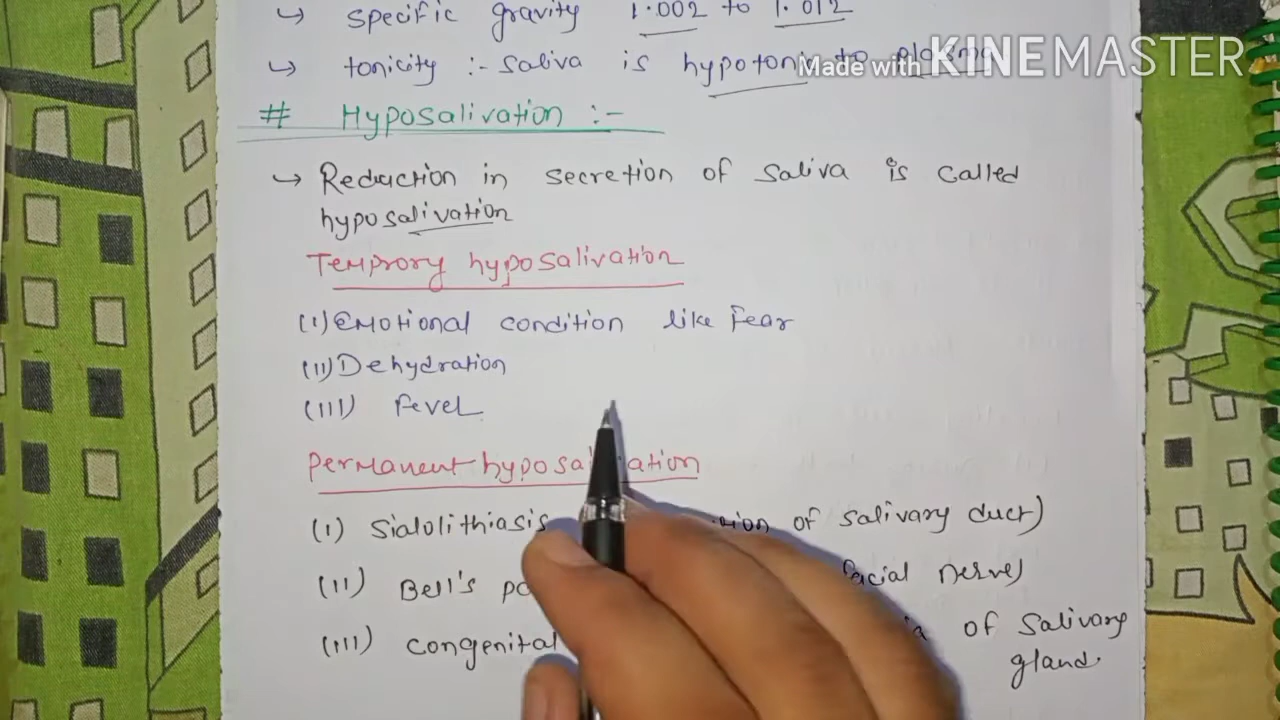 ↳ specific gravity 1.002 to 1.012
↳ tonicity :- Saliva is hypotonic to plasma
Made with KINEMASTER
# Hyposalivation :-
↳ Reduction in secretion of saliva is called
hyposalivation
Temprory hyposalivation
(I) Emotional condition like Fear
(II) Dehydration
(III) Fever
Permanent hyposalivation
(I) Sialolithiasis of salivary duct)
(II) Bell's facial nerve)
(III) Congenital of salivary
gland